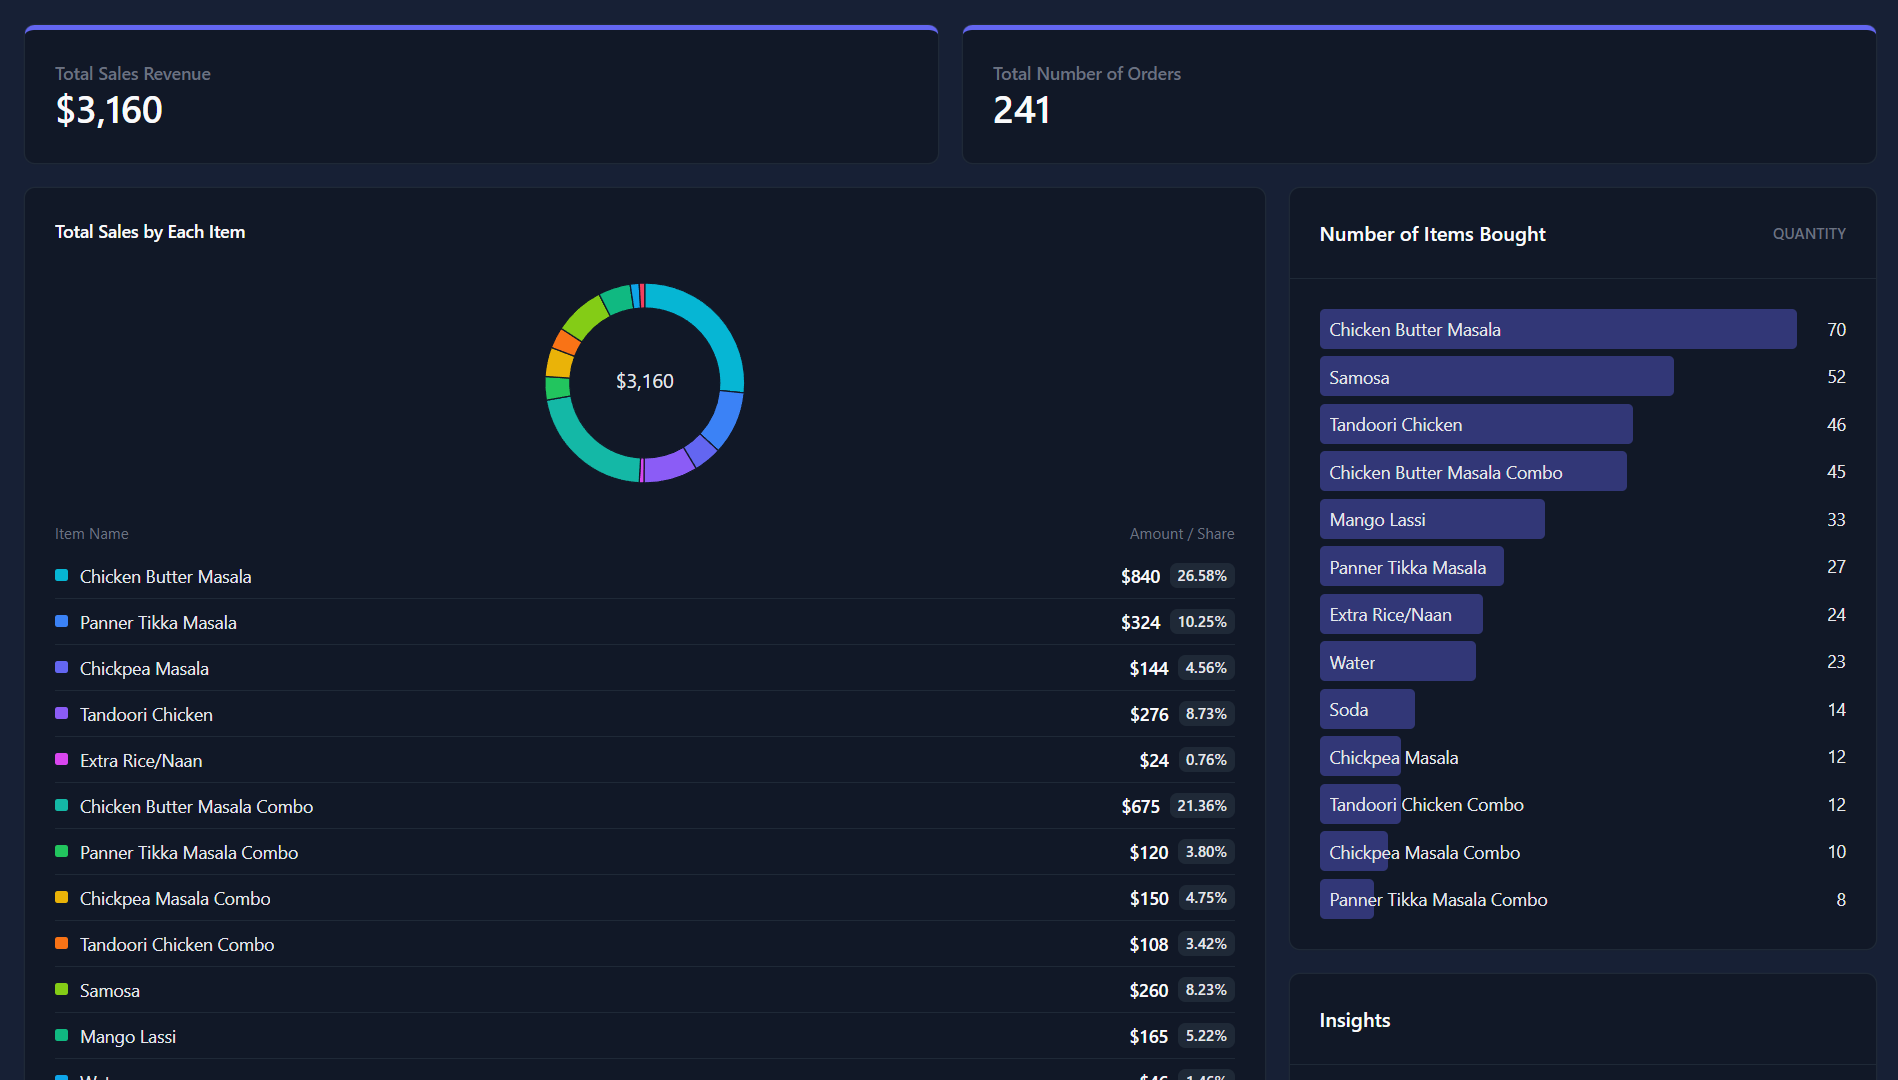 Total Sales Revenue
$3,160
Total Number of Orders
241
Total Sales by Each Item
$3,160
Item Name Amount / Share
Chicken Butter Masala $840 26.58%
Panner Tikka Masala $324 10.25%
Chickpea Masala $144 4.56%
Tandoori Chicken $276 8.73%
Extra Rice/Naan $24 0.76%
Chicken Butter Masala Combo $675 21.36%
Panner Tikka Masala Combo $120 3.80%
Chickpea Masala Combo $150 4.75%
Tandoori Chicken Combo $108 3.42%
Samosa $260 8.23%
Mango Lassi $165 5.22%
Number of Items Bought QUANTITY
Chicken Butter Masala 70
Samosa 52
Tandoori Chicken 46
Chicken Butter Masala Combo 45
Mango Lassi 33
Panner Tikka Masala 27
Extra Rice/Naan 24
Water 23
Soda 14
Chickpea Masala 12
Tandoori Chicken Combo 12
Chickpea Masala Combo 10
Panner Tikka Masala Combo 8
Insights